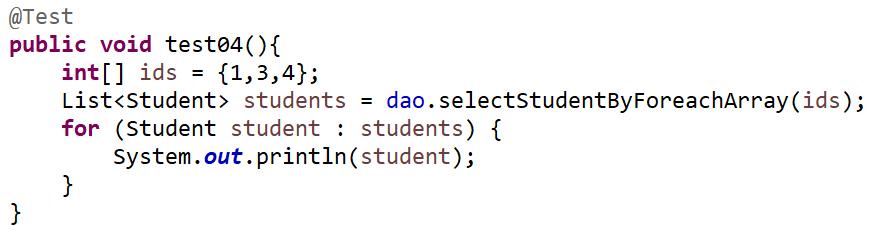 @Test
public void test04(){
    int[] ids = {1,3,4};
    List<Student> students = dao.selectStudentByForeachArray(ids);
    for (Student student : students) {
        System.out.println(student);
    }
}